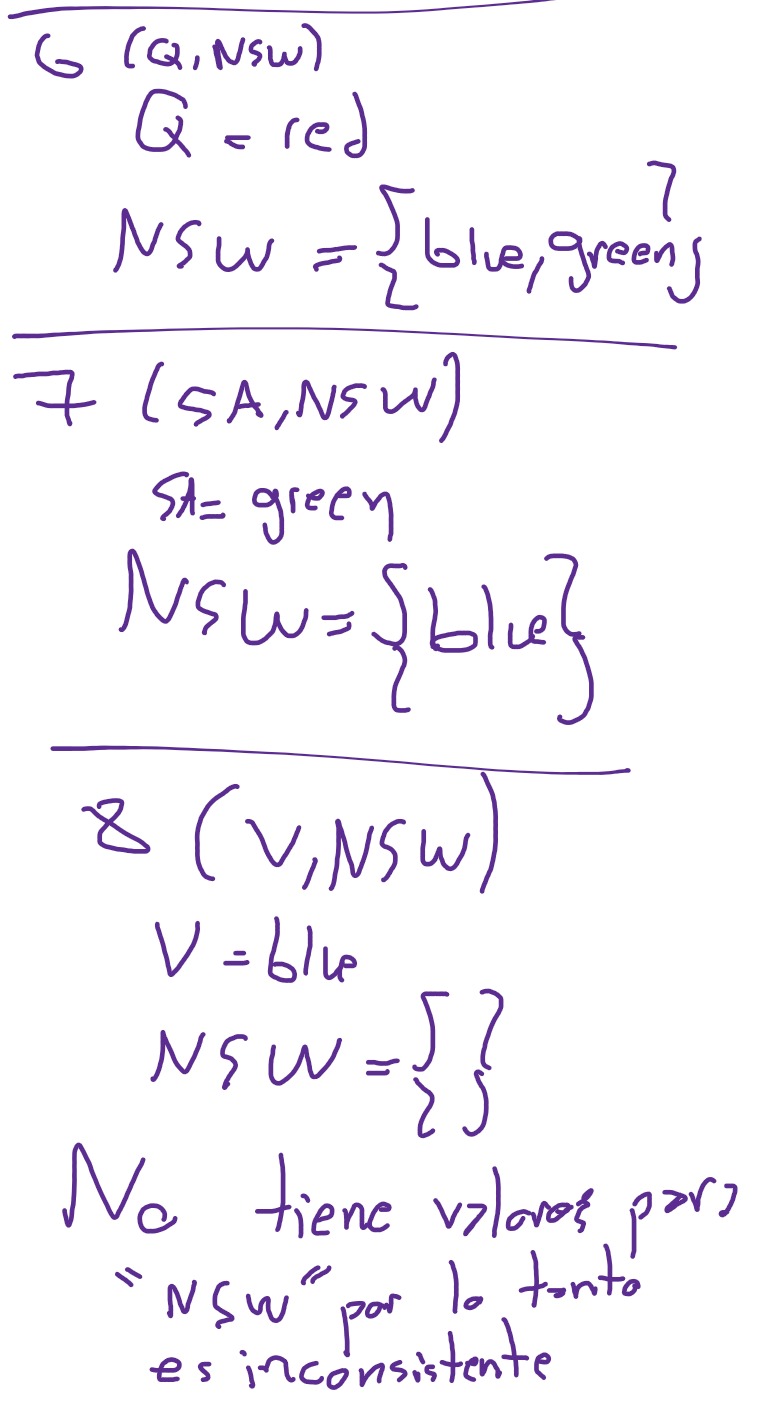 6 (Q, NSW)
Q = red
NSW = {blue, green}
7 (SA, NSW)
SA = green
NSW = {blue}
8 (V, NSW)
V = blue
NSW = { }
No tiene valores para
"NSW" por lo tanto
es inconsistente